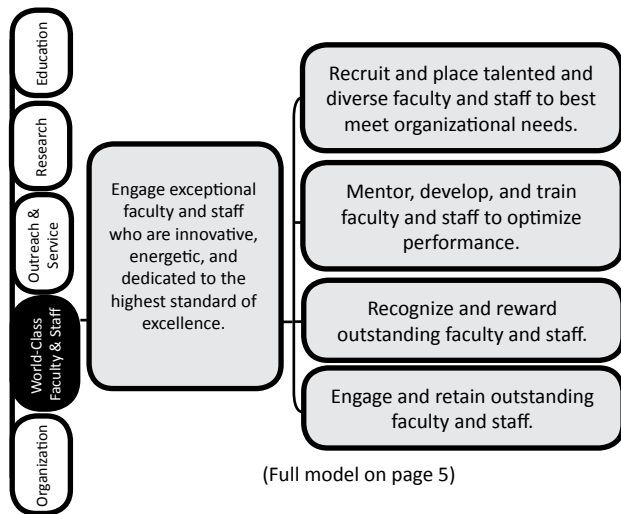 Education
Research
Outreach &
Service
World-Class
Faculty & Staff
Organization
Engage exceptional
faculty and staff
who are innovative,
energetic, and
dedicated to the
highest standard of
excellence.
Recruit and place talented and
diverse faculty and staff to best
meet organizational needs.
Mentor, develop, and train
faculty and staff to optimize
performance.
Recognize and reward
outstanding faculty and staff.
Engage and retain outstanding
faculty and staff.
(Full model on page 5)